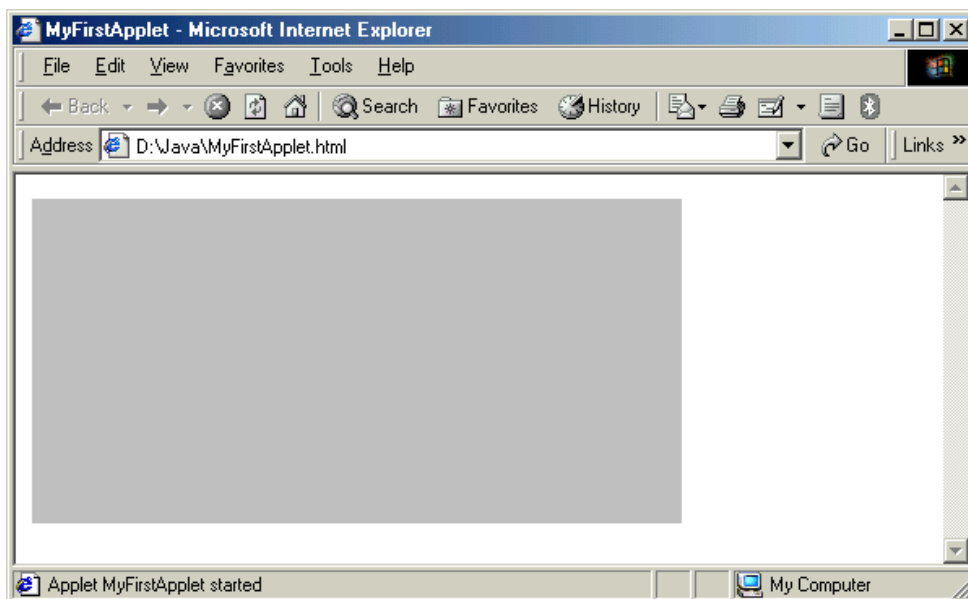 MyFirstApplet - Microsoft Internet Explorer
File Edit View Favorites Tools Help
Back Search Favorites History
Address D:\Java\MyFirstApplet.html Go Links »
Applet MyFirstApplet started My Computer